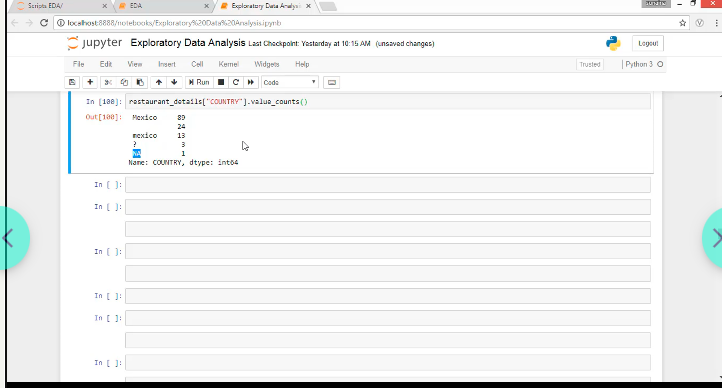 Scripts EDA/
EDA
Exploratory Data Analysi
localhost:8888/notebooks/Exploratory%20Data%20Analysis.ipynb
jupyter Exploratory Data Analysis Last Checkpoint: Yesterday at 10:15 AM (unsaved changes)
Logout
File Edit View Insert Cell Kernel Widgets Help
Trusted
Python 3
Run
Code
In [100]: restaurant_details["COUNTRY"].value_counts()
Out[100]: Mexico 89
24
mexico 13
? 3
NA 1
Name: COUNTRY, dtype: int64
In [ ]:
In [ ]:
In [ ]:
In [ ]:
In [ ]:
In [ ]: